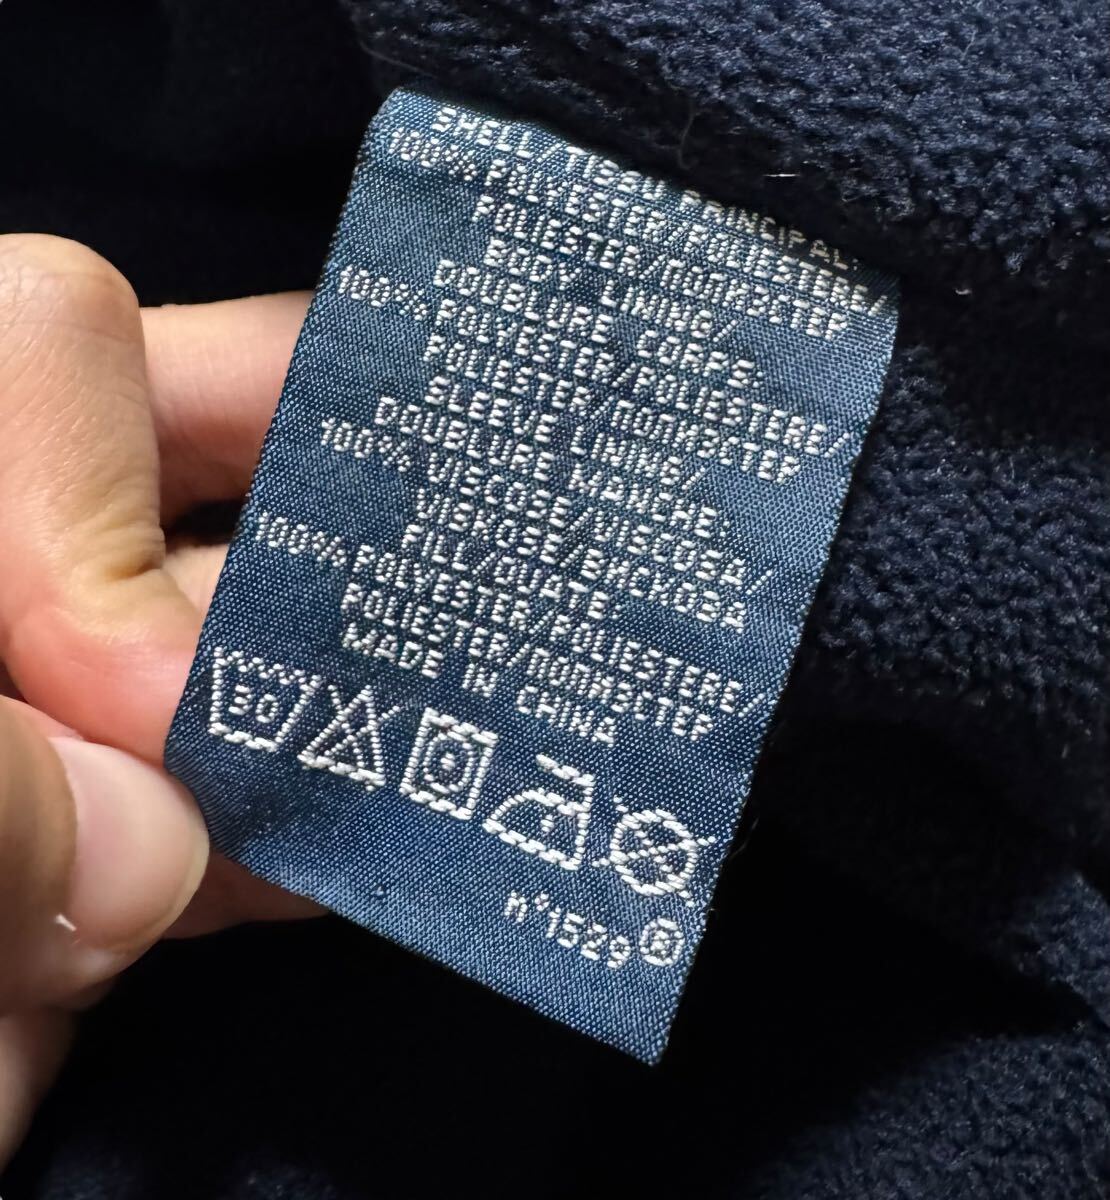 SHELL/TISSU PRINCIPAL:
100% POLYESTER/POLIESTERE/
POLIESTER/ПОЛИЭСТЕР
BODY LINING/
DOUBLURE CORPS:
100% POLYESTER/POLIESTERE/
POLIESTER/ПОЛИЭСТЕР
SLEEVE LINING/
DOUBLURE MANCHE:
100% VISCOSE/VISCOSA/
VISKOSE/ВИСКОЗА
FILL/OUATE
100% POLYESTER/POLIESTERE/
POLIESTER/ПОЛИЭСТЕР
MADE IN CHINA
30
n°1529 ®